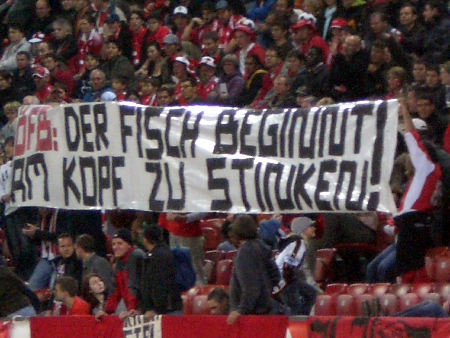 DFB: DER FISCH BEGINNT!
AM KOPF ZU STINKEN!